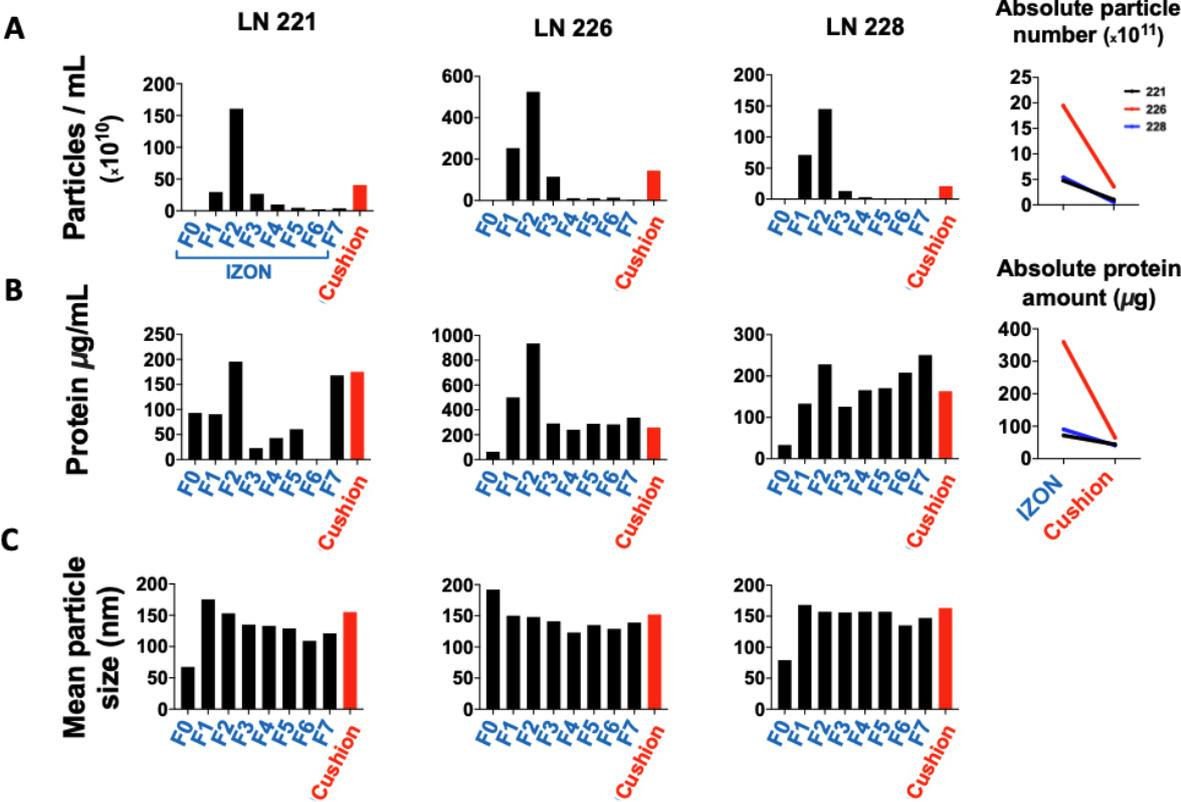 A
LN 221
LN 226
LN 228
Absolute particle
number (x10¹¹)
Particles / mL
(x10¹⁰)
200
150
100
50
0
F0 F1 F2 F3 F4 F5 F6 F7 Cushion
IZON
600
400
200
0
F0 F1 F2 F3 F4 F5 F6 F7 Cushion
200
150
100
50
0
F0 F1 F2 F3 F4 F5 F6 F7 Cushion
25
20
15
10
5
0
221
226
228
B
Protein µg/mL
250
200
150
100
50
0
F0 F1 F2 F3 F4 F5 F6 F7 Cushion
1000
800
600
400
200
0
F0 F1 F2 F3 F4 F5 F6 F7 Cushion
300
200
100
0
F0 F1 F2 F3 F4 F5 F6 F7 Cushion
Absolute protein
amount (µg)
400
300
200
100
0
IZON Cushion
C
Mean particle
size (nm)
200
150
100
50
0
F0 F1 F2 F3 F4 F5 F6 F7 Cushion
200
150
100
50
0
F0 F1 F2 F3 F4 F5 F6 F7 Cushion
200
150
100
50
0
F0 F1 F2 F3 F4 F5 F6 F7 Cushion